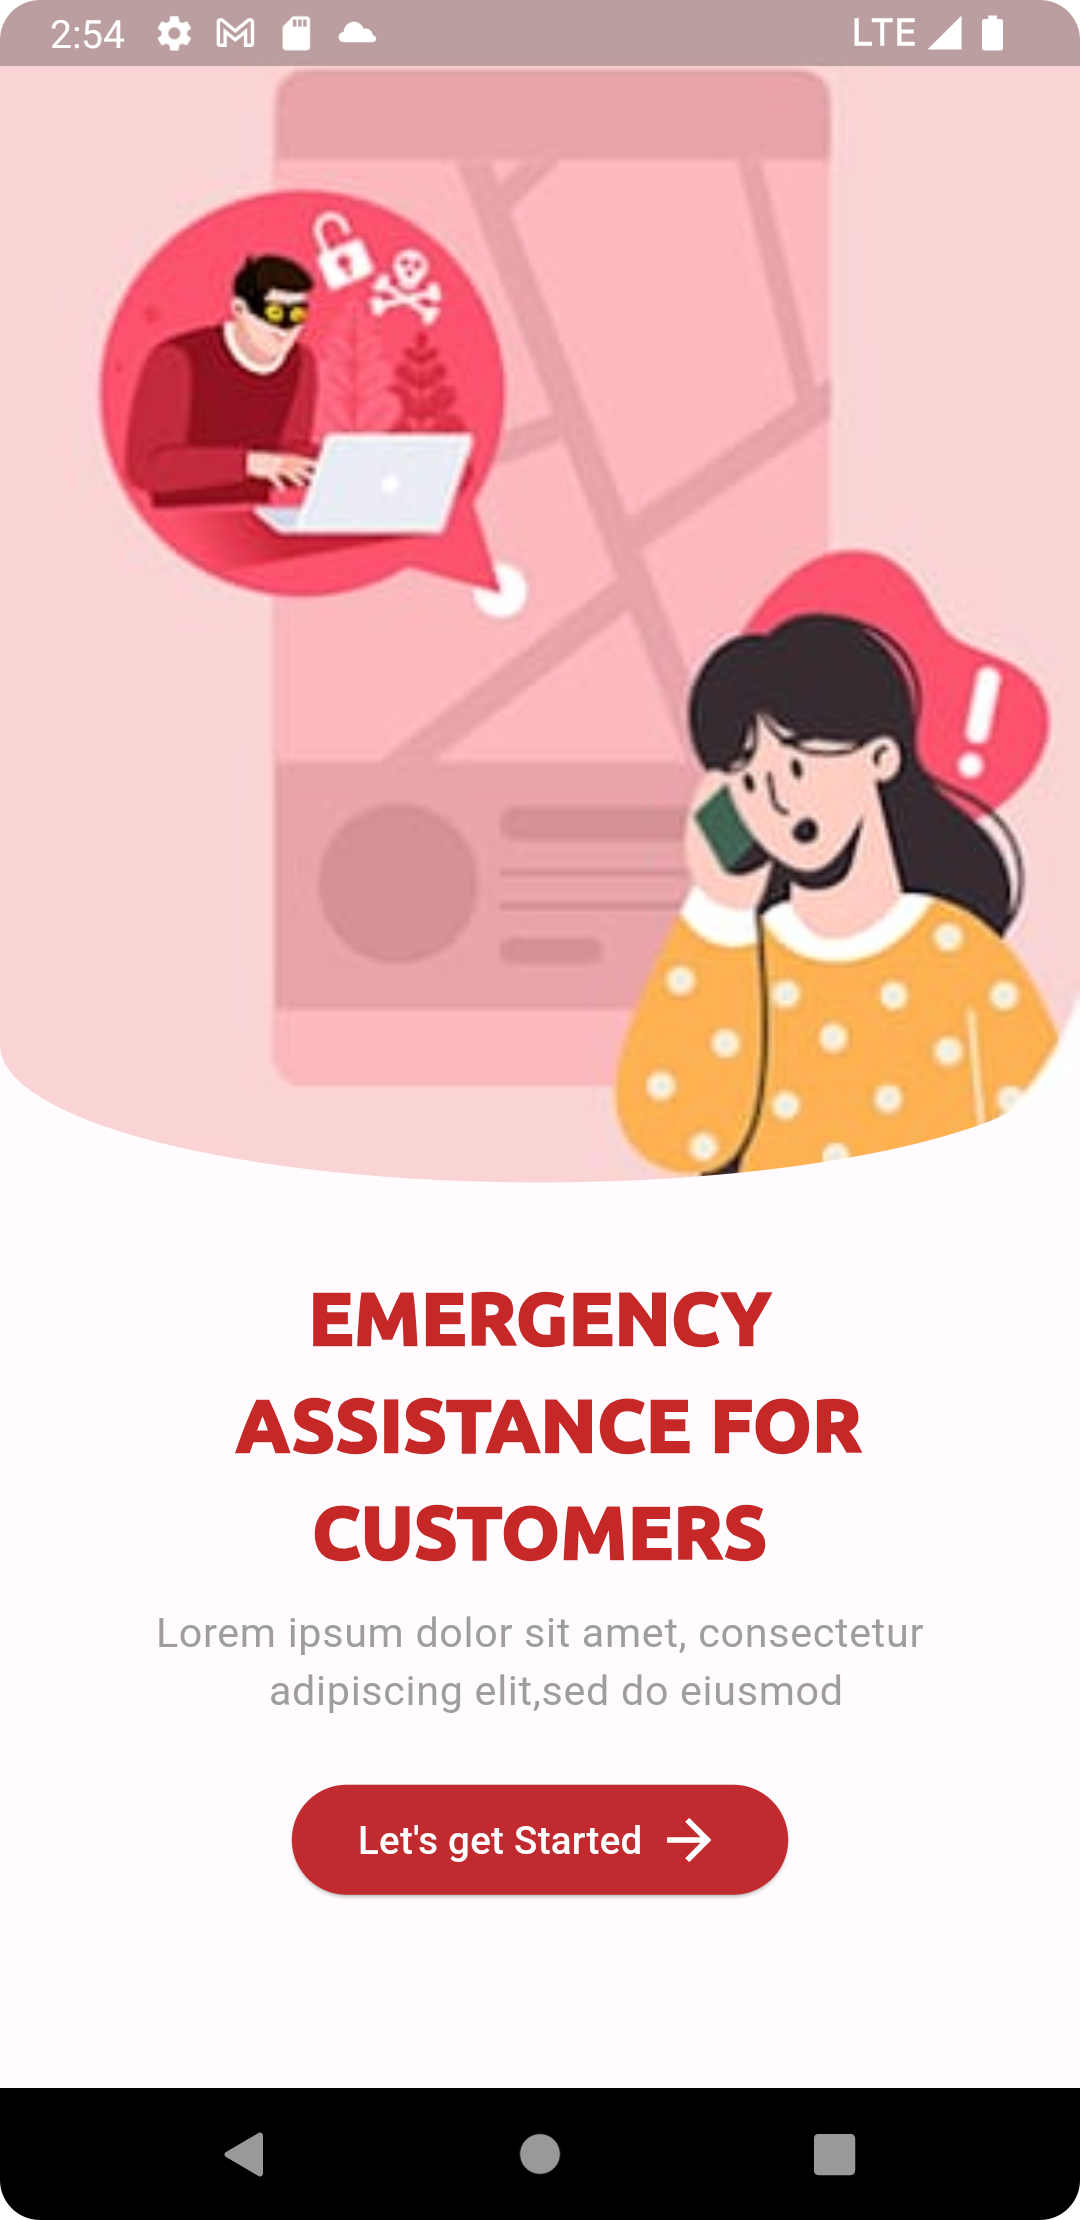 2:54 LTE
EMERGENCY
ASSISTANCE FOR
CUSTOMERS
Lorem ipsum dolor sit amet, consectetur
adipiscing elit,sed do eiusmod
Let's get Started